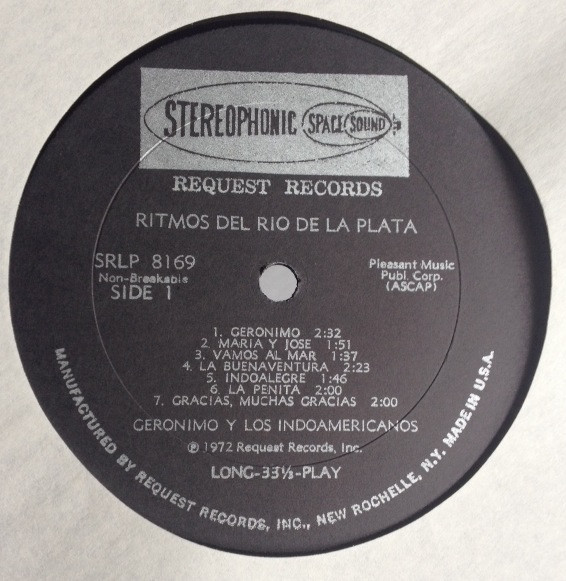 STEREOPHONIC SPACE SOUND
REQUEST RECORDS
RITMOS DEL RIO DE LA PLATA
SRLP 8169
Non-Breakable
SIDE 1
Pleasant Music
Publ. Corp.
(ASCAP)
1. GERONIMO 2:32
2. MARIA Y JOSE 1:51
3. VAMOS AL MAR 1:37
4. LA BUENAVENTURA 2:23
5. INDOALEGRE 1:46
6. LA PENITA 2:00
7. GRACIAS, MUCHAS GRACIAS 2:00
GERONIMO Y LOS INDOAMERICANOS
℗ 1972 Request Records, Inc.
LONG-33⅓-PLAY
MANUFACTURED BY REQUEST RECORDS, INC., NEW ROCHELLE, N.Y. MADE IN U.S.A.